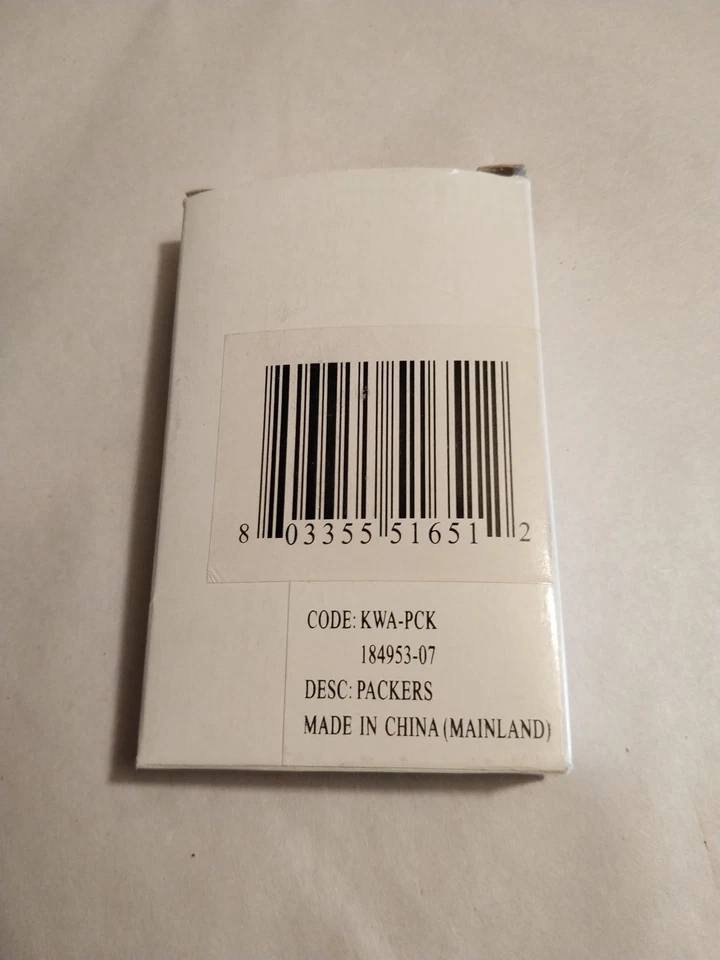 8 03355 51651 2
CODE: KWA-PCK
184953-07
DESC: PACKERS
MADE IN CHINA (MAINLAND)